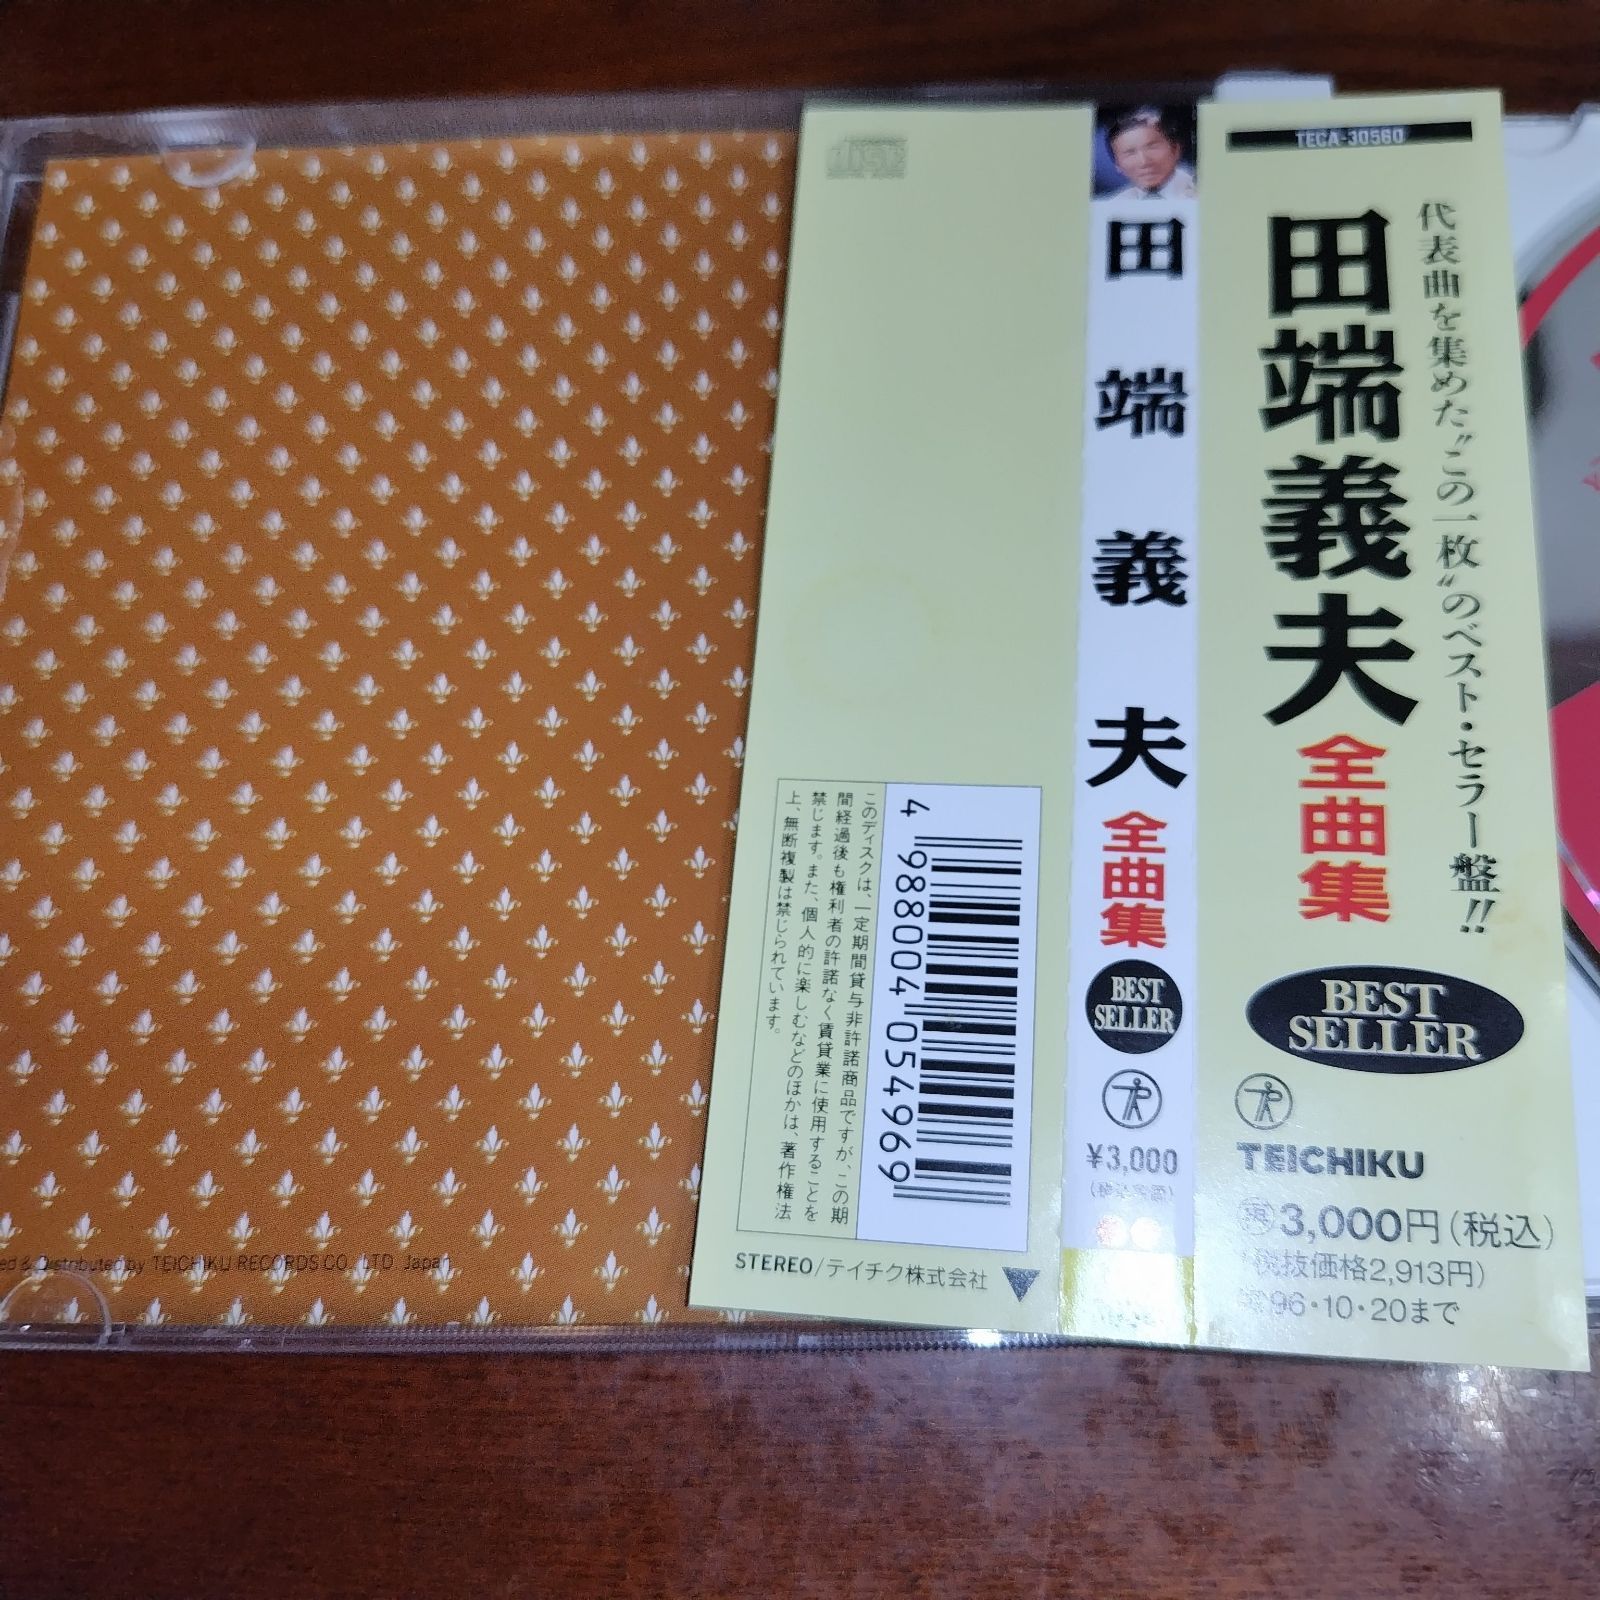 TECA-30560
代表曲を集めた〝この一枚〟のベスト・セラー盤!!
田端義夫
全曲集
BEST
SELLER
TEICHIKU
3,000円(税込)
(税抜価格2,913円)
96・10・20まで
田端義夫
全曲集
BEST
SELLER
¥3,000
このディスクは、一定期間貸与非許諾商品ですが、この期
間経過後も権利者の許諾なく賃貸業に使用することを
禁じます。また、個人的に楽しむなどのほかは、著作権法
上、無断複製は禁じられています。
4 988004 054969
STEREO/テイチク株式会社
Distributed by TEICHIKU RECORDS CO., LTD. Japan